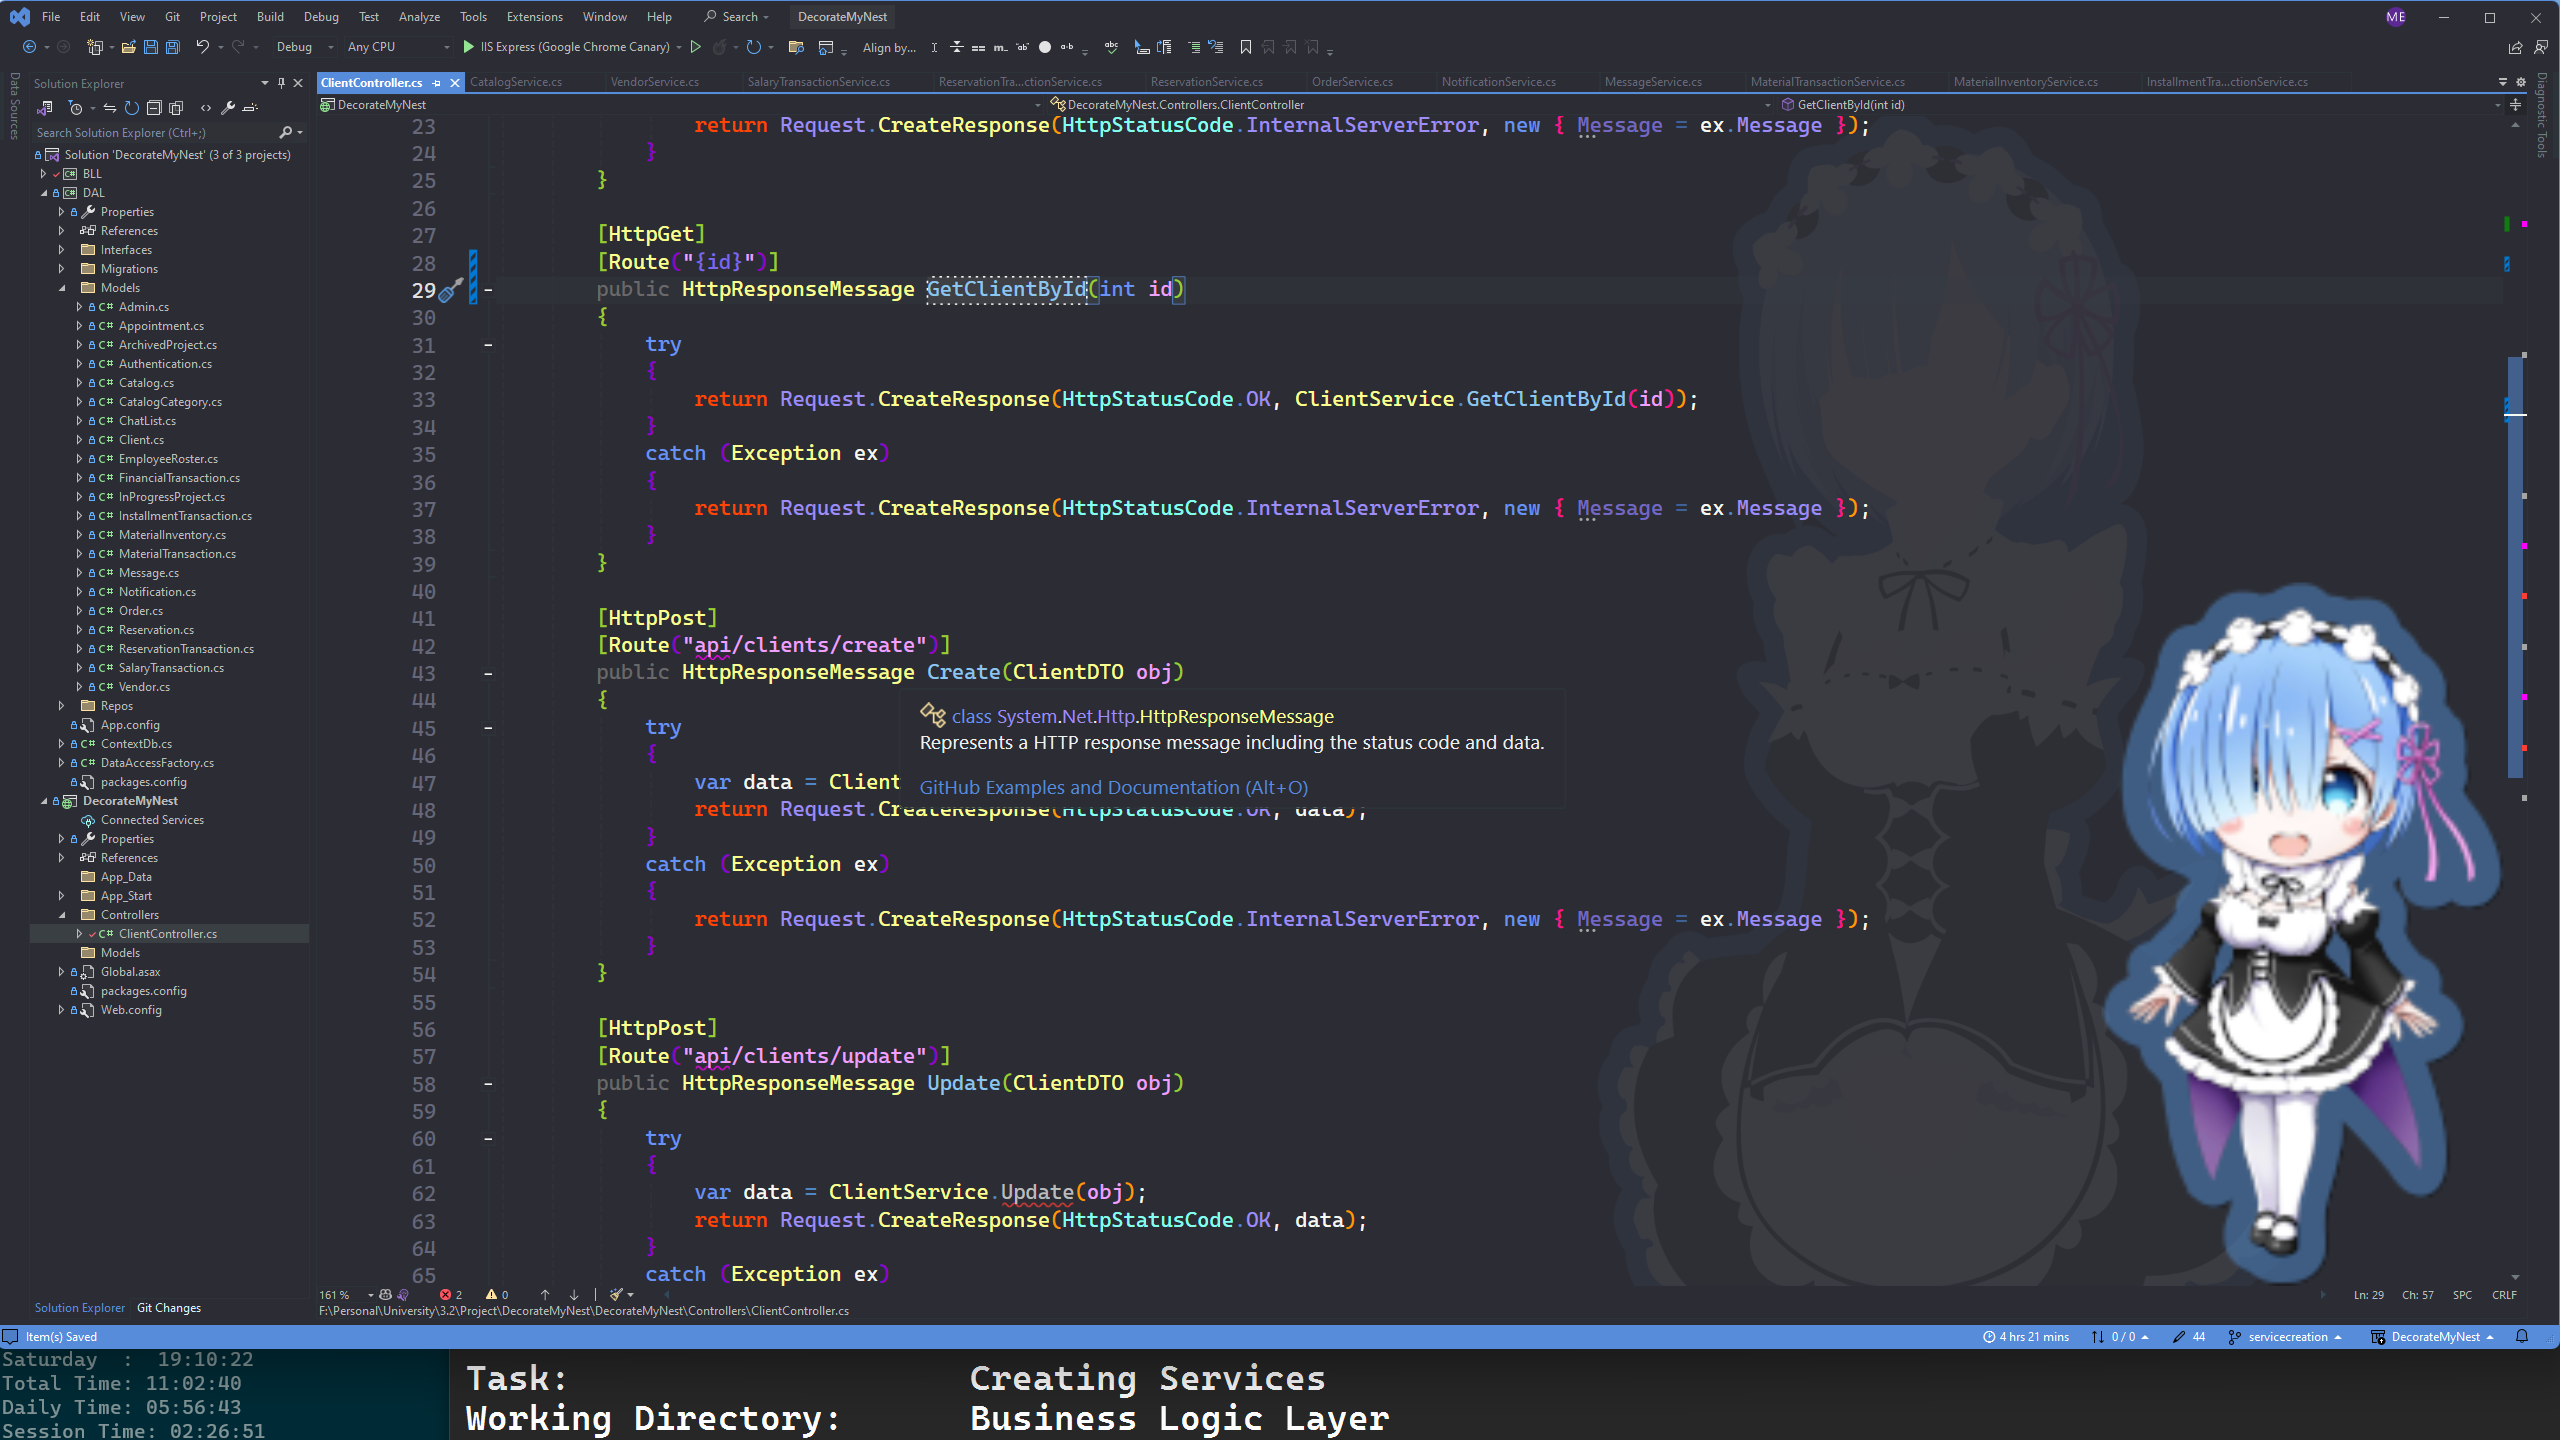 File Edit View Git Project Build Debug Test Analyze Tools Extensions Window Help Search DecorateMyNest ME
Debug Any CPU IIS Express (Google Chrome Canary) Align by...
Data Sources
Solution Explorer
Search Solution Explorer (Ctrl+;)
Solution 'DecorateMyNest' (3 of 3 projects)
BLL
DAL
Properties
References
Interfaces
Migrations
Models
C# Admin.cs
C# Appointment.cs
C# ArchivedProject.cs
C# Authentication.cs
C# Catalog.cs
C# CatalogCategory.cs
C# ChatList.cs
C# Client.cs
C# EmployeeRoster.cs
C# FinancialTransaction.cs
C# InProgressProject.cs
C# InstallmentTransaction.cs
C# MaterialInventory.cs
C# MaterialTransaction.cs
C# Message.cs
C# Notification.cs
C# Order.cs
C# Reservation.cs
C# ReservationTransaction.cs
C# SalaryTransaction.cs
C# Vendor.cs
Repos
App.config
C# ContextDb.cs
C# DataAccessFactory.cs
packages.config
DecorateMyNest
Connected Services
Properties
References
App_Data
App_Start
Controllers
C# ClientController.cs
Models
Global.asax
packages.config
Web.config
Solution Explorer Git Changes
ClientController.cs CatalogService.cs VendorService.cs SalaryTransactionService.cs ReservationTra...ctionService.cs ReservationService.cs OrderService.cs NotificationService.cs MessageService.cs MaterialTransactionService.cs MaterialInventoryService.cs InstallmentTra...ctionService.cs
DecorateMyNest DecorateMyNest.Controllers.ClientController GetClientById(int id)
Diagnostic Tools
23 return Request.CreateResponse(HttpStatusCode.InternalServerError, new { Message = ex.Message });
24 }
25 }
26
27 [HttpGet]
28 [Route("{id}")]
29 public HttpResponseMessage GetClientById(int id)
30 {
31 try
32 {
33 return Request.CreateResponse(HttpStatusCode.OK, ClientService.GetClientById(id));
34 }
35 catch (Exception ex)
36 {
37 return Request.CreateResponse(HttpStatusCode.InternalServerError, new { Message = ex.Message });
38 }
39 }
40
41 [HttpPost]
42 [Route("api/clients/create")]
43 public HttpResponseMessage Create(ClientDTO obj)
44 {
45 try
46 {
47 var data = Client
48 return Request.CreateResponse(HttpStatusCode.OK, data);
49 }
50 catch (Exception ex)
51 {
52 return Request.CreateResponse(HttpStatusCode.InternalServerError, new { Message = ex.Message });
53 }
54 }
55
56 [HttpPost]
57 [Route("api/clients/update")]
58 public HttpResponseMessage Update(ClientDTO obj)
59 {
60 try
61 {
62 var data = ClientService.Update(obj);
63 return Request.CreateResponse(HttpStatusCode.OK, data);
64 }
65 catch (Exception ex)
class System.Net.Http.HttpResponseMessage
Represents a HTTP response message including the status code and data.
GitHub Examples and Documentation (Alt+O)
161 % 2 0 Ln: 29 Ch: 57 SPC CRLF
F:\Personal\University\3.2\Project\DecorateMyNest\DecorateMyNest\Controllers\ClientController.cs
Item(s) Saved 4 hrs 21 mins 0 / 0 44 servicecreation DecorateMyNest
Saturday : 19:10:22
Total Time: 11:02:40
Daily Time: 05:56:43
Session Time: 02:26:51
Task: Creating Services
Working Directory: Business Logic Layer